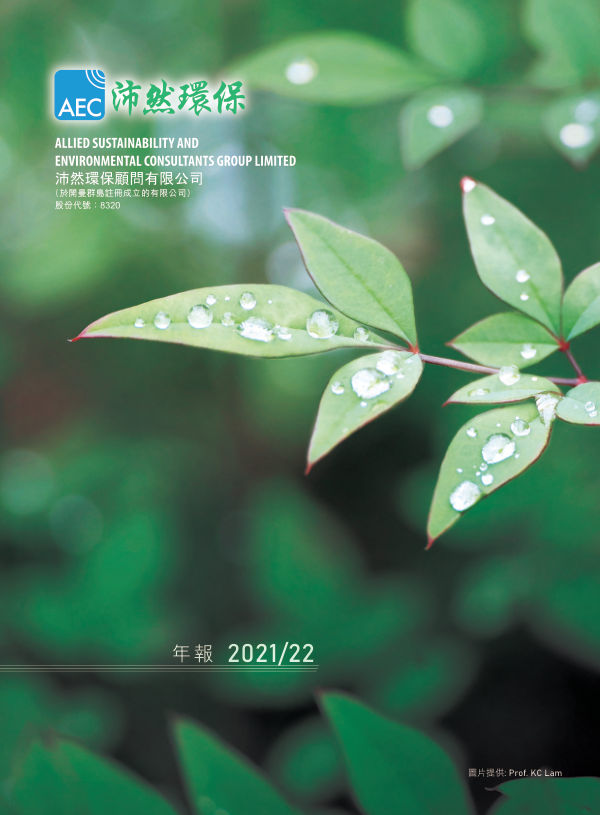 AEC 沛然環保
ALLIED SUSTAINABILITY AND
ENVIRONMENTAL CONSULTANTS GROUP LIMITED
沛然環保顧問有限公司
(於開曼群島註冊成立的有限公司)
股份代號：8320
年報 2021/22
圖片提供: Prof. KC Lam